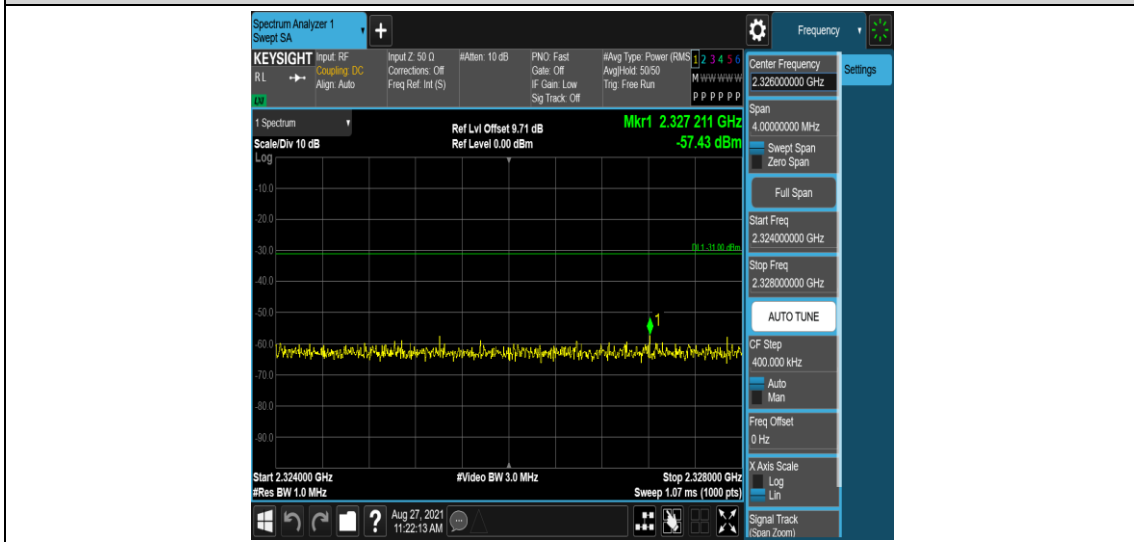 Spectrum Analyzer 1
Swept SA
+
Frequency
KEYSIGHT
RL
Input: RF
Coupling: DC
Align: Auto
Input Z: 50 Ω
Corrections: Off
Freq Ref: Int (S)
#Atten: 10 dB
PNO: Fast
Gate: Off
IF Gain: Low
Sig Track: Off
#Avg Type: Power (RMS
Avg|Hold: 50/50
Trig: Free Run
1 2 3 4 5 6
M W W W W W
P P P P P P
Center Frequency
2.326000000 GHz
Settings
Span
4.00000000 MHz
Swept Span
Zero Span
Full Span
Start Freq
2.324000000 GHz
Stop Freq
2.328000000 GHz
AUTO TUNE
CF Step
400.000 kHz
Auto
Man
Freq Offset
0 Hz
X Axis Scale
Log
Lin
Signal Track
(Span Zoom)
1 Spectrum
Scale/Div 10 dB
Log
Ref Lvl Offset 9.71 dB
Ref Level 0.00 dBm
Mkr1 2.327 211 GHz
-57.43 dBm
-10.0
-20.0
-30.0
DL1 -31.00 dBm
-40.0
-50.0
1
-60.0
-70.0
-80.0
-90.0
Start 2.324000 GHz
#Video BW 3.0 MHz
Stop 2.328000 GHz
#Res BW 1.0 MHz
Sweep 1.07 ms (1000 pts)
?
Aug 27, 2021
11:22:13 AM